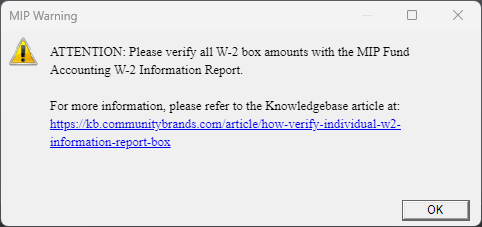 MIP Warning
ATTENTION: Please verify all W-2 box amounts with the MIP Fund
Accounting W-2 Information Report.
For more information, please refer to the Knowledgebase article at:
https://kb.communitybrands.com/article/how-verify-individual-w2-
information-report-box
OK